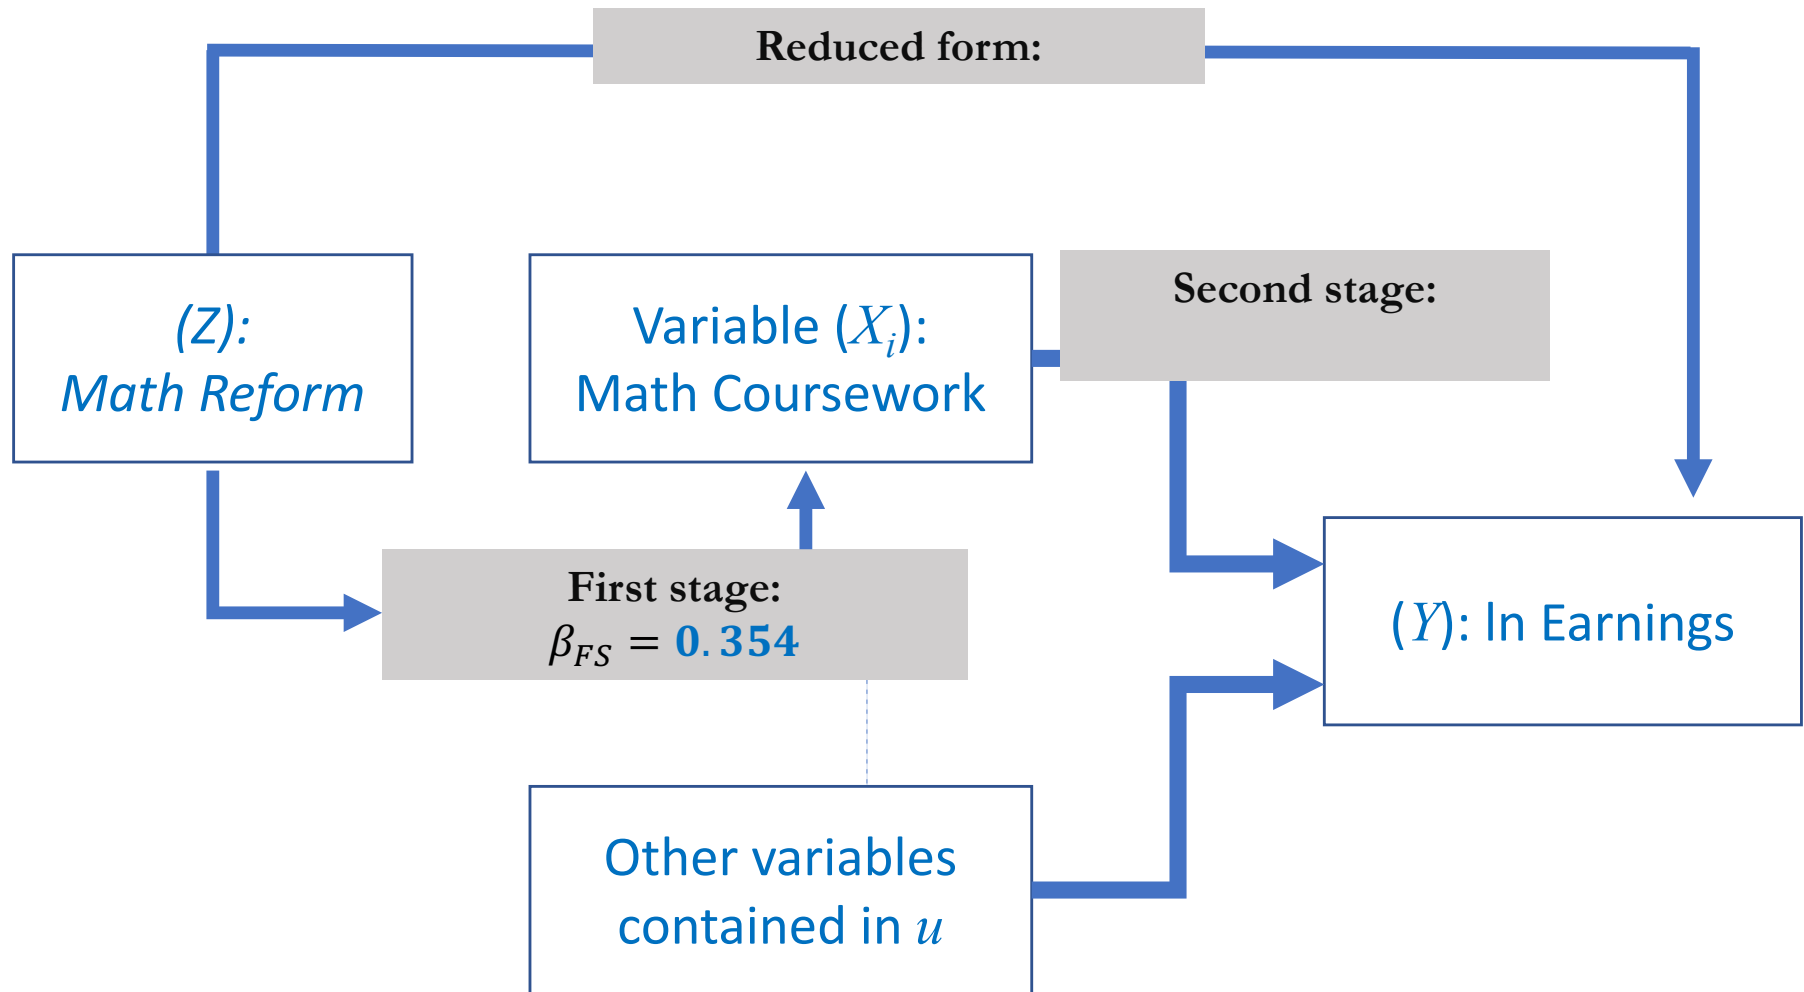 Reduced form:
(Z):
Math Reform
Variable (Xᵢ):
Math Coursework
Second stage:
First stage:
β_FS = 0.354
(Y): ln Earnings
Other variables
contained in u